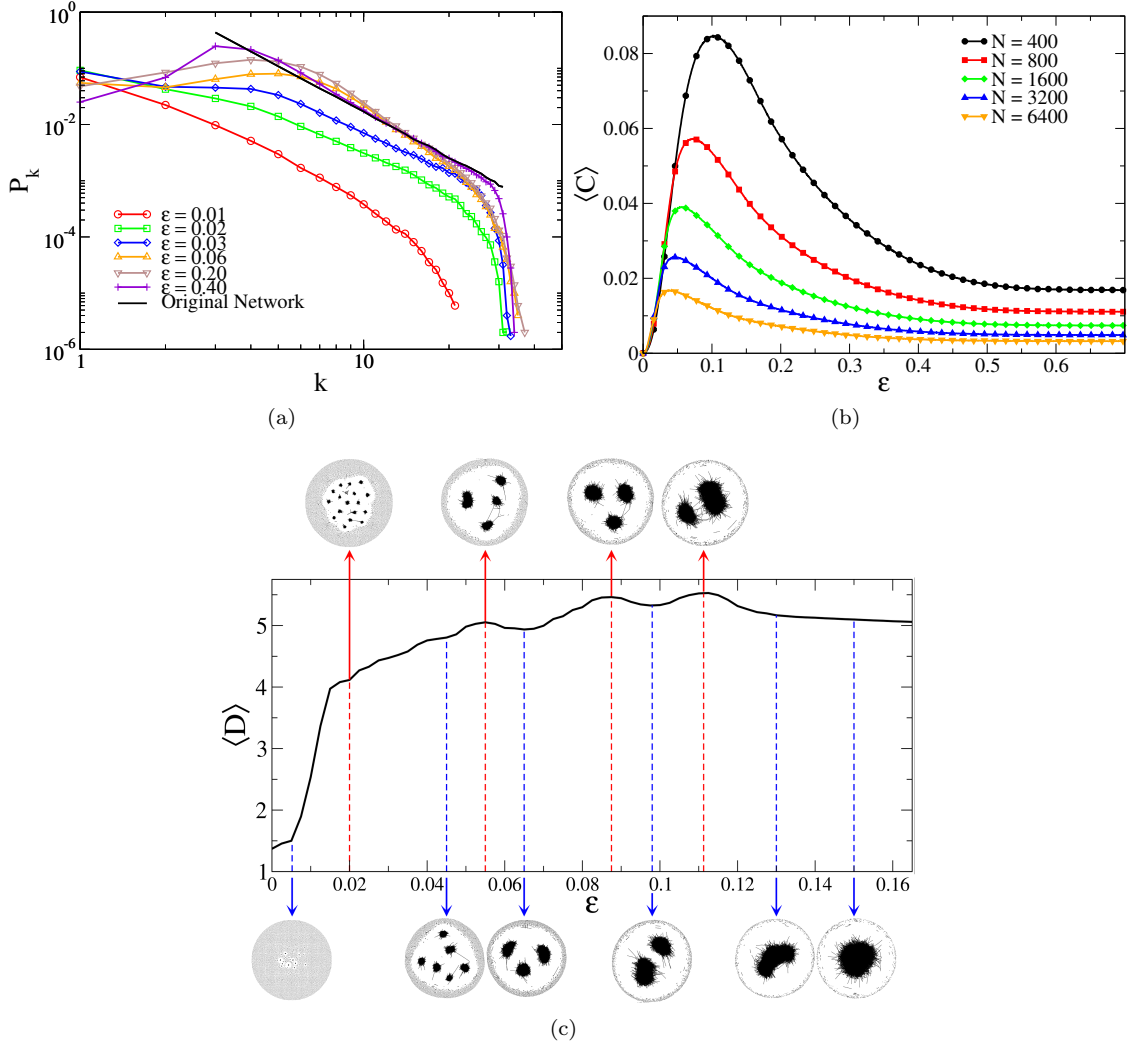 10^0
10^-2
10^-4
10^-6
P_k
1
10
k
ε = 0.01
ε = 0.02
ε = 0.03
ε = 0.06
ε = 0.20
ε = 0.40
Original Network
(a)
0.08
0.06
0.04
0.02
0
⟨C⟩
0 0.1 0.2 0.3 0.4 0.5 0.6
ε
N = 400
N = 800
N = 1600
N = 3200
N = 6400
(b)
5
4
3
2
1
⟨D⟩
0 0.02 0.04 0.06 0.08 0.1 0.12 0.14 0.16
ε
(c)